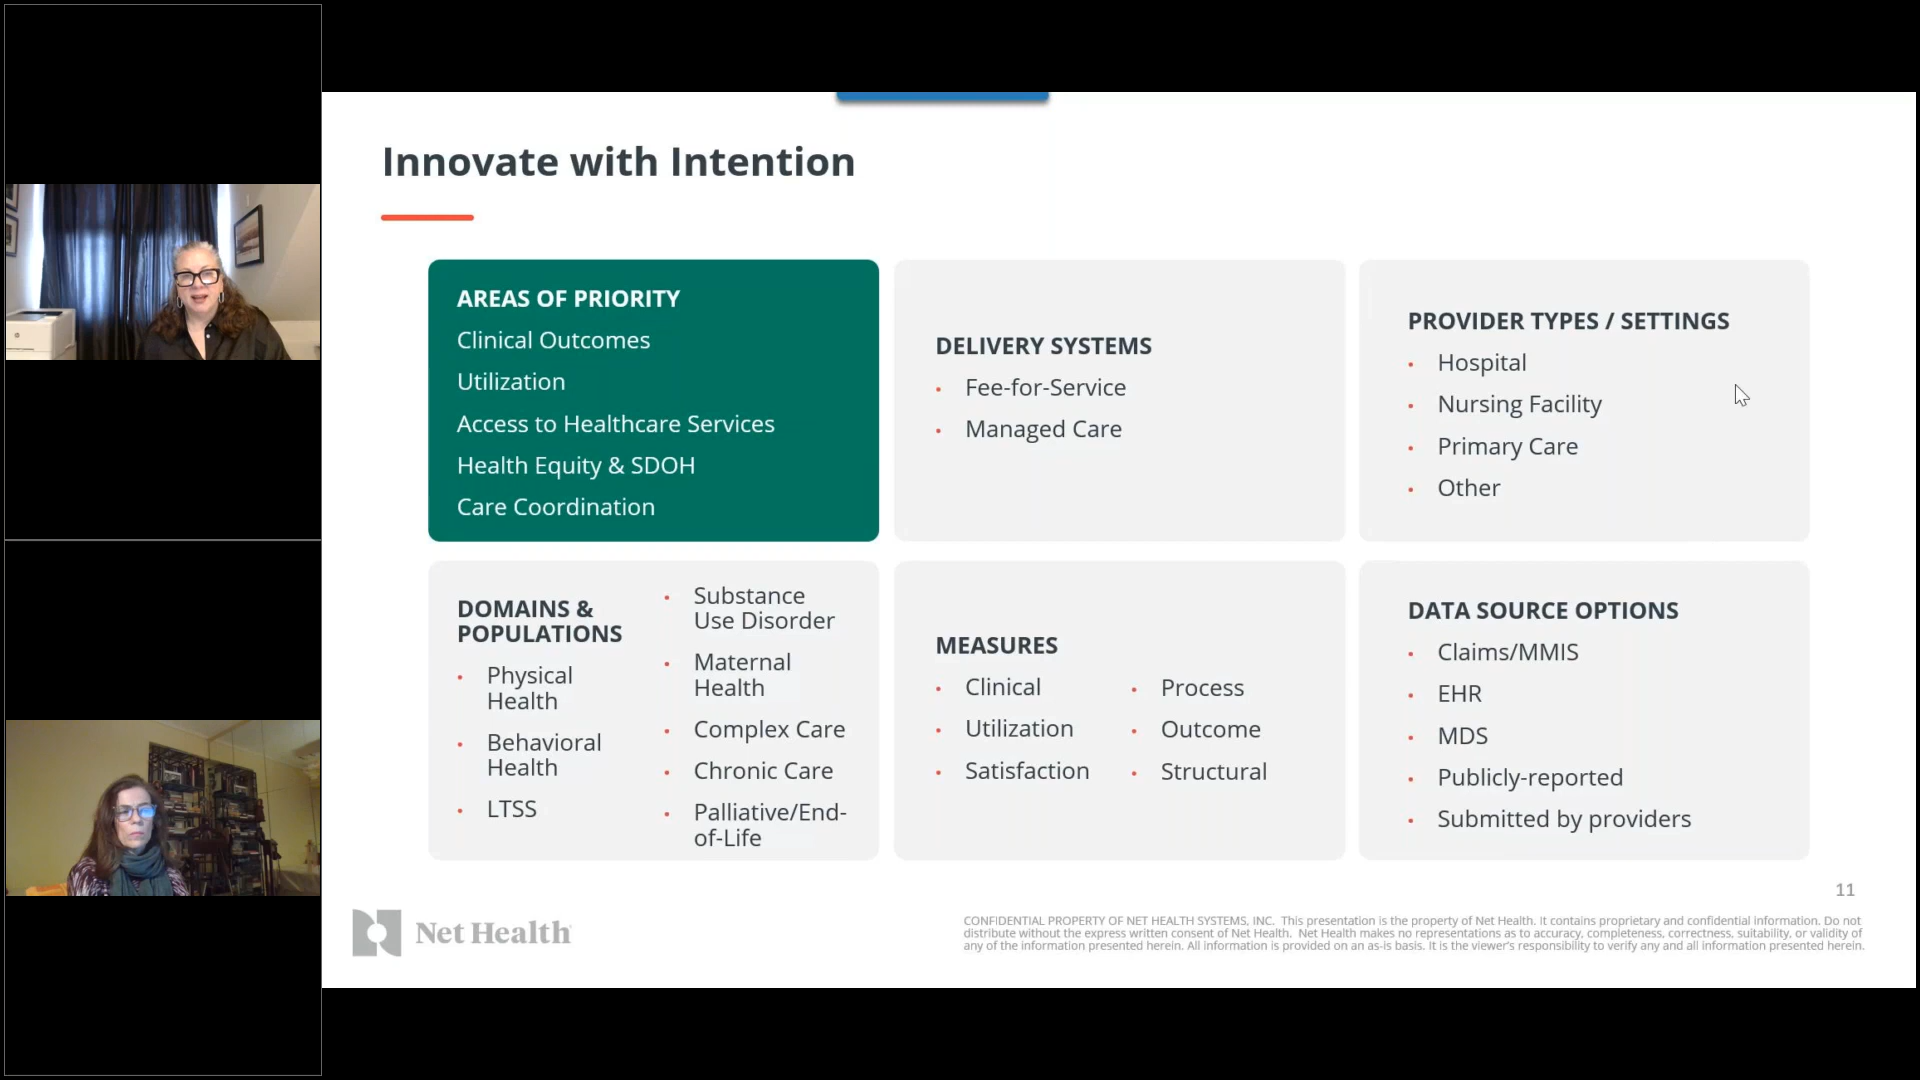 Innovate with Intention
AREAS OF PRIORITY
Clinical Outcomes
Utilization
Access to Healthcare Services
Health Equity & SDOH
Care Coordination
DELIVERY SYSTEMS
• Fee-for-Service
• Managed Care
PROVIDER TYPES / SETTINGS
• Hospital
• Nursing Facility
• Primary Care
• Other
DOMAINS &
POPULATIONS
• Physical
Health
• Behavioral
Health
• LTSS
• Substance
Use Disorder
• Maternal
Health
• Complex Care
• Chronic Care
• Palliative/End-
of-Life
MEASURES
• Clinical
• Utilization
• Satisfaction
• Process
• Outcome
• Structural
DATA SOURCE OPTIONS
• Claims/MMIS
• EHR
• MDS
• Publicly-reported
• Submitted by providers
11
Net Health
CONFIDENTIAL PROPERTY OF NET HEALTH SYSTEMS, INC. This presentation is the property of Net Health. It contains proprietary and confidential information. Do not
distribute without the express written consent of Net Health. Net Health makes no representations as to accuracy, completeness, correctness, suitability, or validity of
any of the information presented herein. All information is provided on an as-is basis. It is the viewer's responsibility to verify any and all information presented herein.